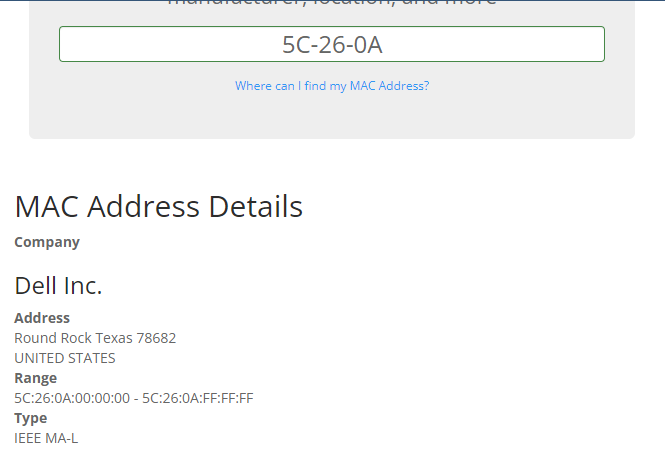 manufacturer, location, and more
5C-26-0A
Where can I find my MAC Address?
MAC Address Details
Company
Dell Inc.
Address
Round Rock Texas 78682
UNITED STATES
Range
5C:26:0A:00:00:00 - 5C:26:0A:FF:FF:FF
Type
IEEE MA-L